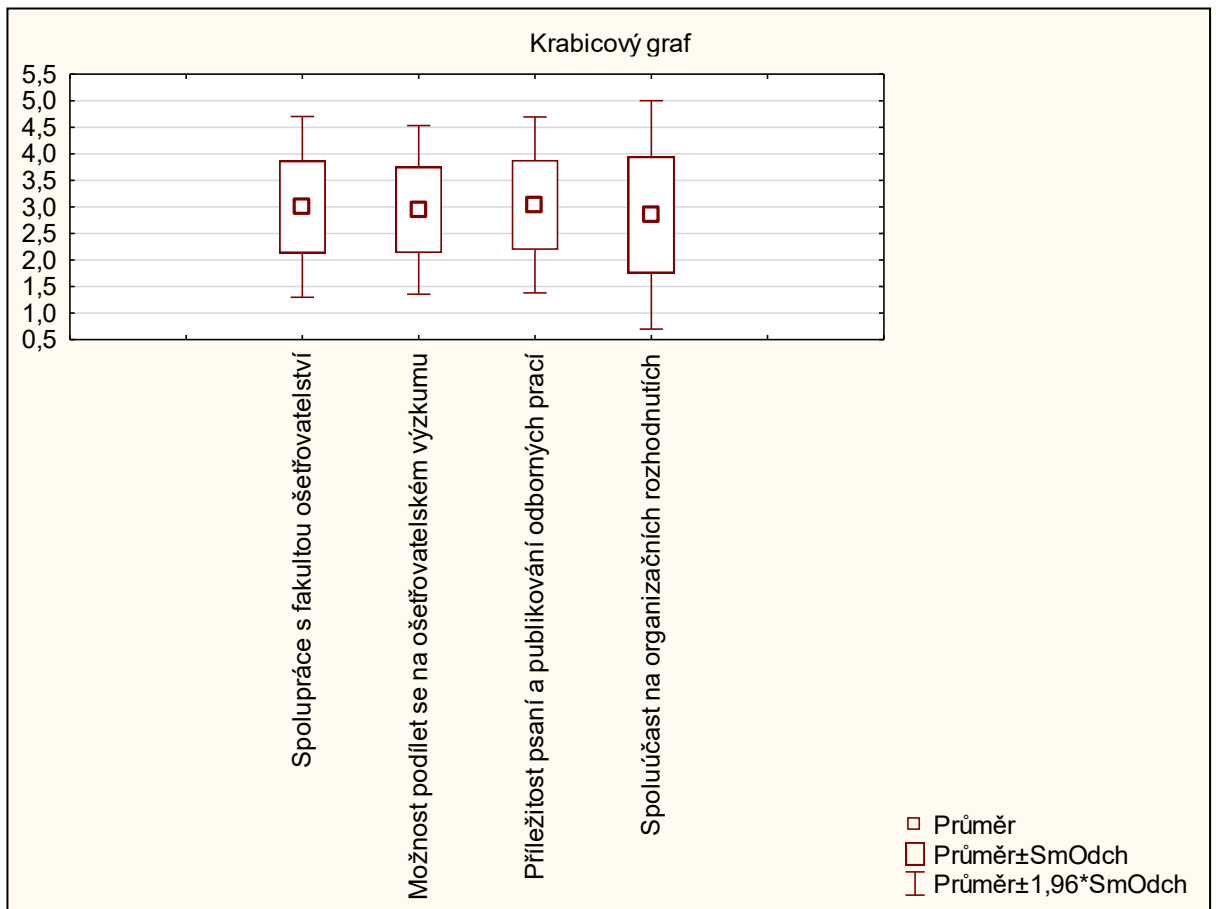 Krabicový graf
5,5
5,0
4,5
4,0
3,5
3,0
2,5
2,0
1,5
1,0
0,5
Spolupráce s fakultou ošetřovatelství
Možnost podílet se na ošetřovatelském výzkumu
Příležitost psaní a publikování odborných prací
Spoluúčast na organizačních rozhodnutích
Průměr
Průměr±SmOdch
Průměr±1,96*SmOdch